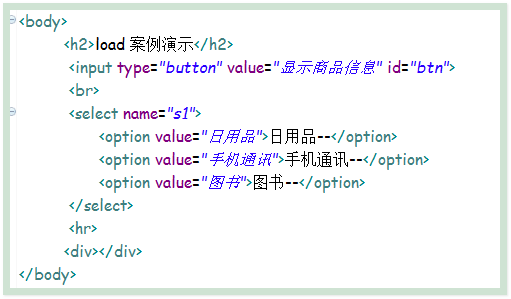 <body>
<h2>load 案例演示</h2>
<input type="button" value="显示商品信息" id="btn">
<br>
<select name="s1">
<option value="日用品">日用品--</option>
<option value="手机通讯">手机通讯--</option>
<option value="图书">图书--</option>
</select>
<hr>
<div></div>
</body>